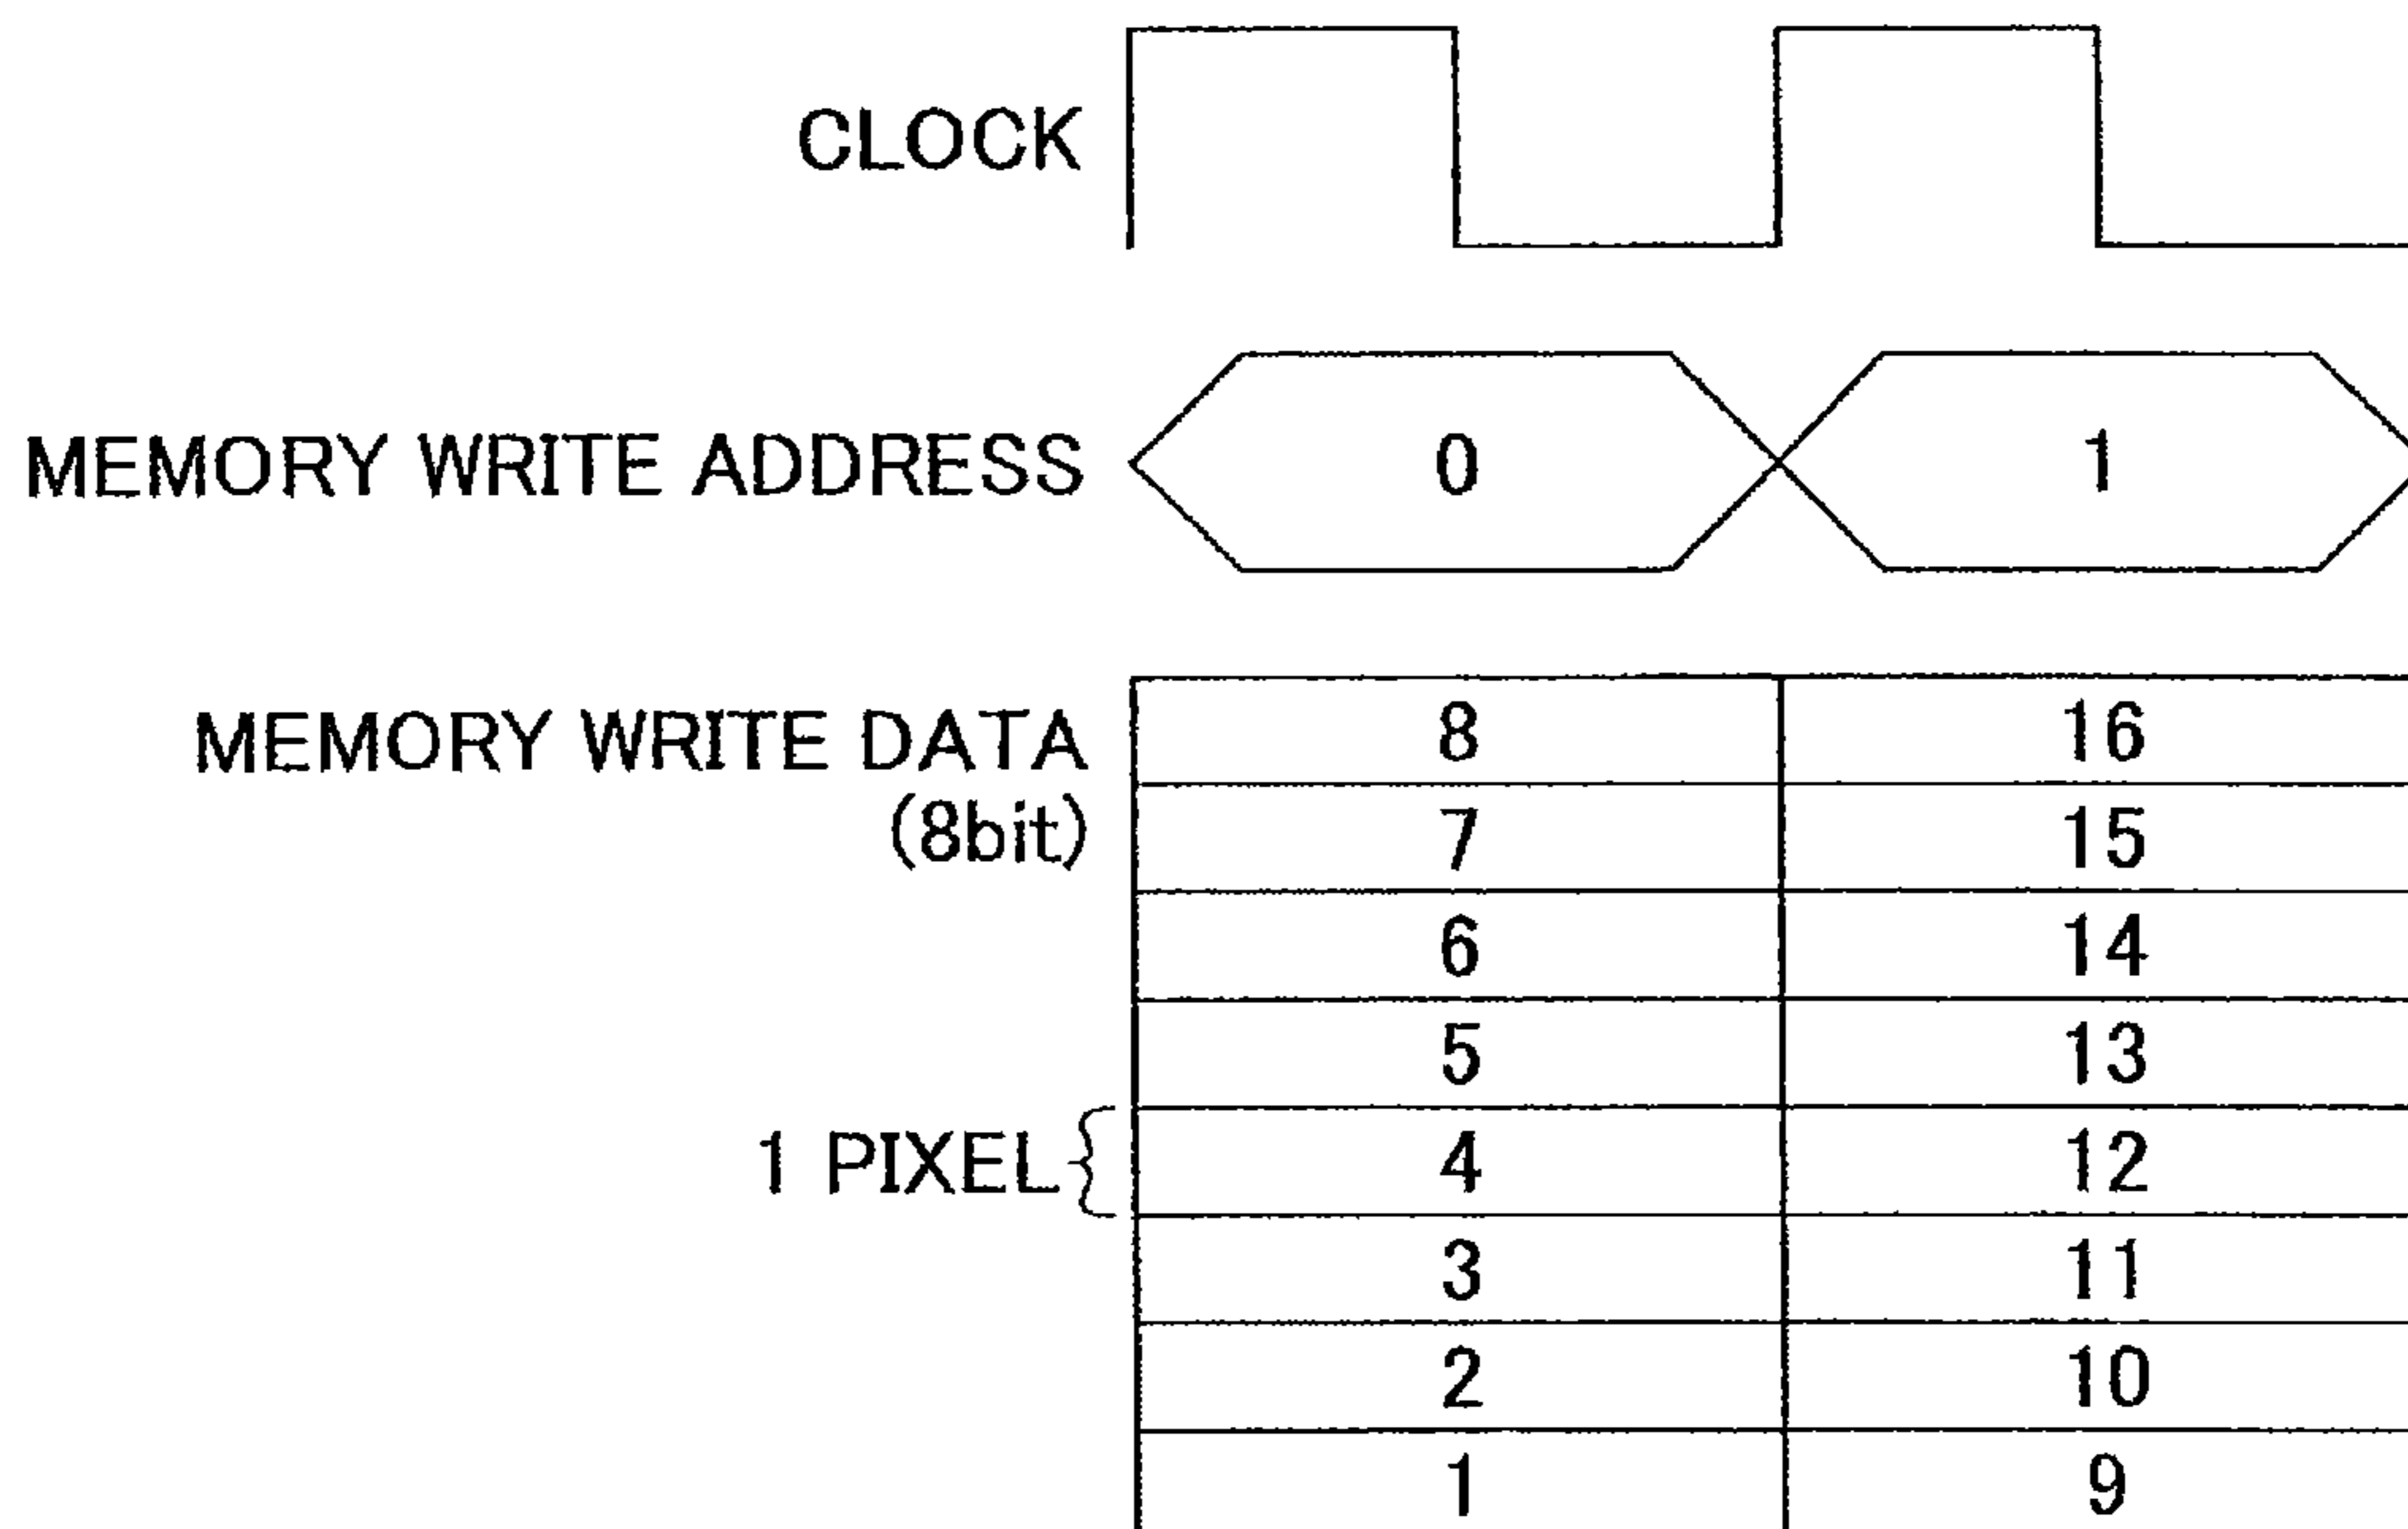 CLOCK
MEMORY WRITE ADDRESS 0 1
MEMORY WRITE DATA 8 16
(8bit) 7 15
6 14
5 13
1 PIXEL 4 12
3 11
2 10
1 9